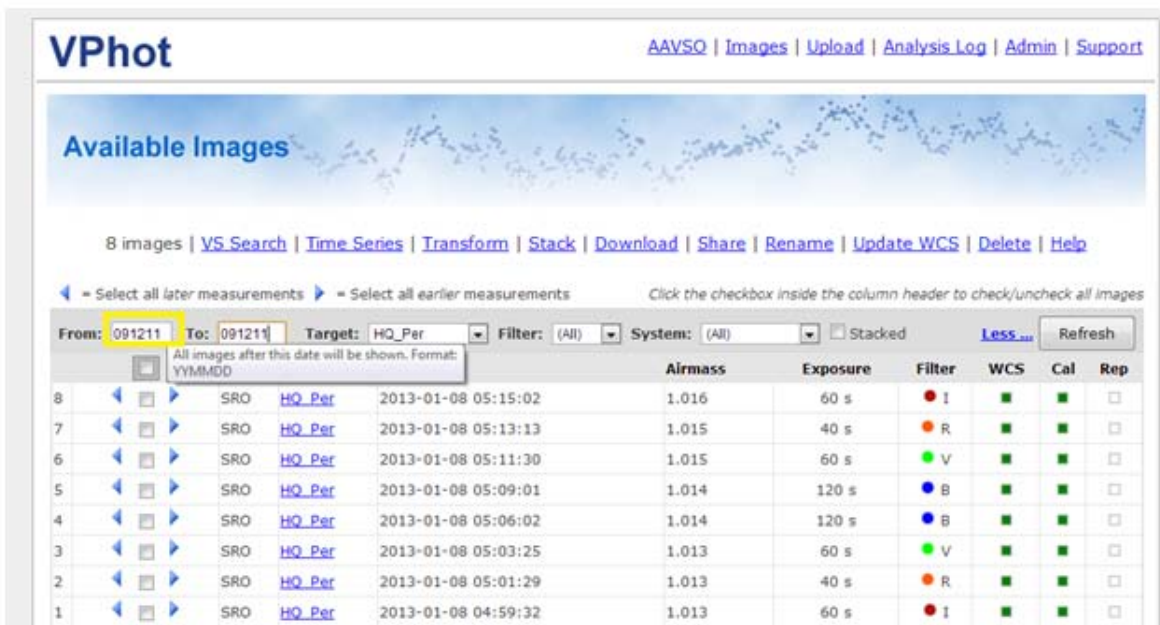 VPhot
AAVSO | Images | Upload | Analysis Log | Admin | Support
Available Images
8 images | VS Search | Time Series | Transform | Stack | Download | Share | Rename | Update WCS | Delete | Help
= Select all later measurements = Select all earlier measurements Click the checkbox inside the column header to check/uncheck all images
From: 091211 To: 091211 Target: HQ_Per Filter: (All) System: (All) Stacked Less ... Refresh
All images after this date will be shown. Format:
YYMMDD
Airmass Exposure Filter WCS Cal Rep
8 SRO HQ_Per 2013-01-08 05:15:02 1.016 60 s I
7 SRO HQ_Per 2013-01-08 05:13:13 1.015 40 s R
6 SRO HQ_Per 2013-01-08 05:11:30 1.015 60 s V
5 SRO HQ_Per 2013-01-08 05:09:01 1.014 120 s B
4 SRO HQ_Per 2013-01-08 05:06:02 1.014 120 s B
3 SRO HQ_Per 2013-01-08 05:03:25 1.013 60 s V
2 SRO HQ_Per 2013-01-08 05:01:29 1.013 40 s R
1 SRO HQ_Per 2013-01-08 04:59:32 1.013 60 s I